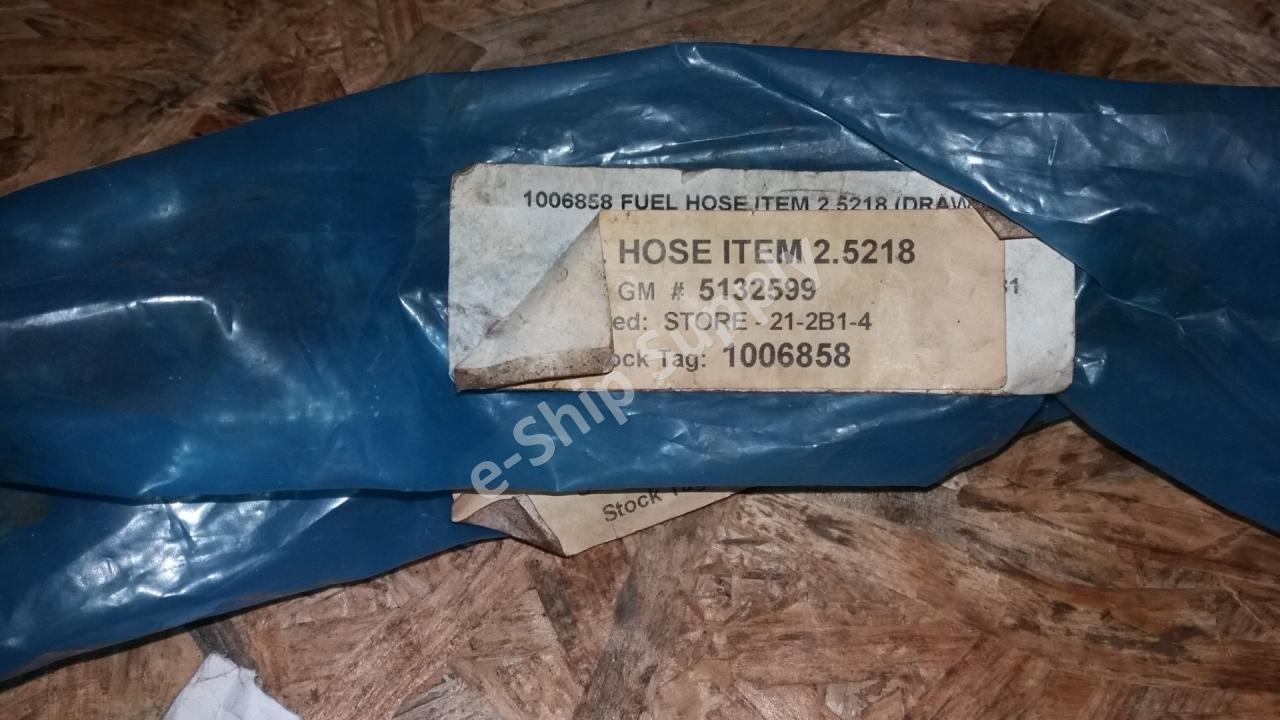 1006858 FUEL HOSE ITEM 2.5218 (DRAW
HOSE ITEM 2.5218
GM # 5132599
ed: STORE - 21-2B1-4
ock Tag: 1006858
e-Ship Supply
Stock Tag